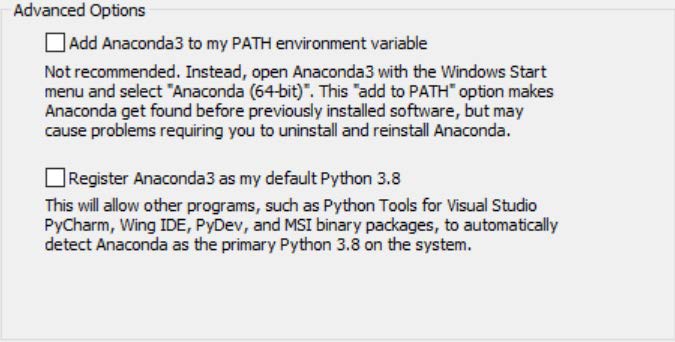 Advanced Options
Add Anaconda3 to my PATH environment variable
Not recommended. Instead, open Anaconda3 with the Windows Start
menu and select "Anaconda (64-bit)". This "add to PATH" option makes
Anaconda get found before previously installed software, but may
cause problems requiring you to uninstall and reinstall Anaconda.
Register Anaconda3 as my default Python 3.8
This will allow other programs, such as Python Tools for Visual Studio
PyCharm, Wing IDE, PyDev, and MSI binary packages, to automatically
detect Anaconda as the primary Python 3.8 on the system.